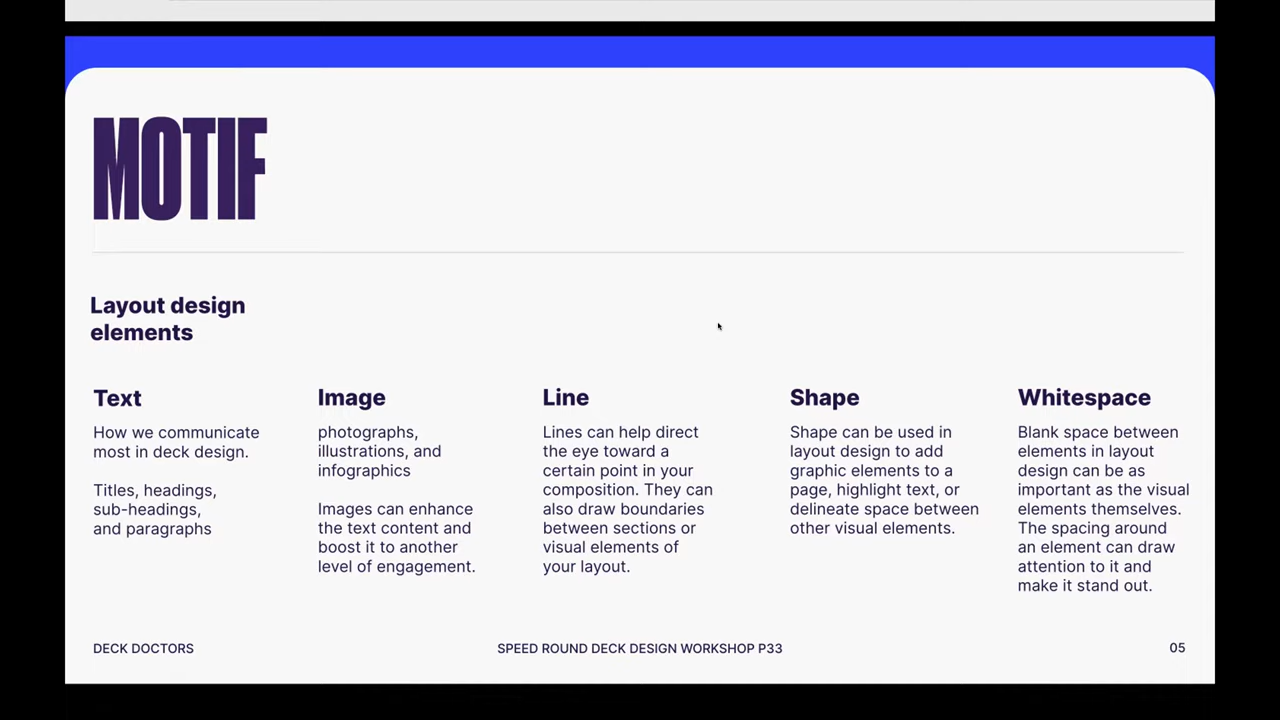 MOTIF
Layout design
elements
Text
How we communicate
most in deck design.
Titles, headings,
sub-headings,
and paragraphs
Image
photographs,
illustrations, and
infographics
Images can enhance
the text content and
boost it to another
level of engagement.
Line
Lines can help direct
the eye toward a
certain point in your
composition. They can
also draw boundaries
between sections or
visual elements of
your layout.
Shape
Shape can be used in
layout design to add
graphic elements to a
page, highlight text, or
delineate space between
other visual elements.
Whitespace
Blank space between
elements in layout
design can be as
important as the visual
elements themselves.
The spacing around
an element can draw
attention to it and
make it stand out.
DECK DOCTORS
SPEED ROUND DECK DESIGN WORKSHOP P33
05